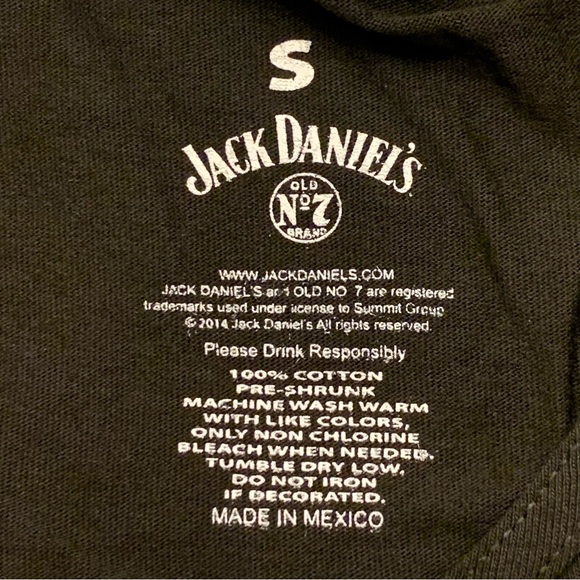 S
JACK DANIEL'S
OLD
Nº7
BRAND
WWW.JACKDANIELS.COM
JACK DANIEL'S and OLD NO 7 are registered
trademarks used under license to Summit Group
© 2014 Jack Daniel's All rights reserved.
Please Drink Responsibly
100% COTTON
PRE-SHRUNK
MACHINE WASH WARM
WITH LIKE COLORS,
ONLY NON CHLORINE
BLEACH WHEN NEEDED.
TUMBLE DRY LOW,
DO NOT IRON
IF DECORATED.
MADE IN MEXICO